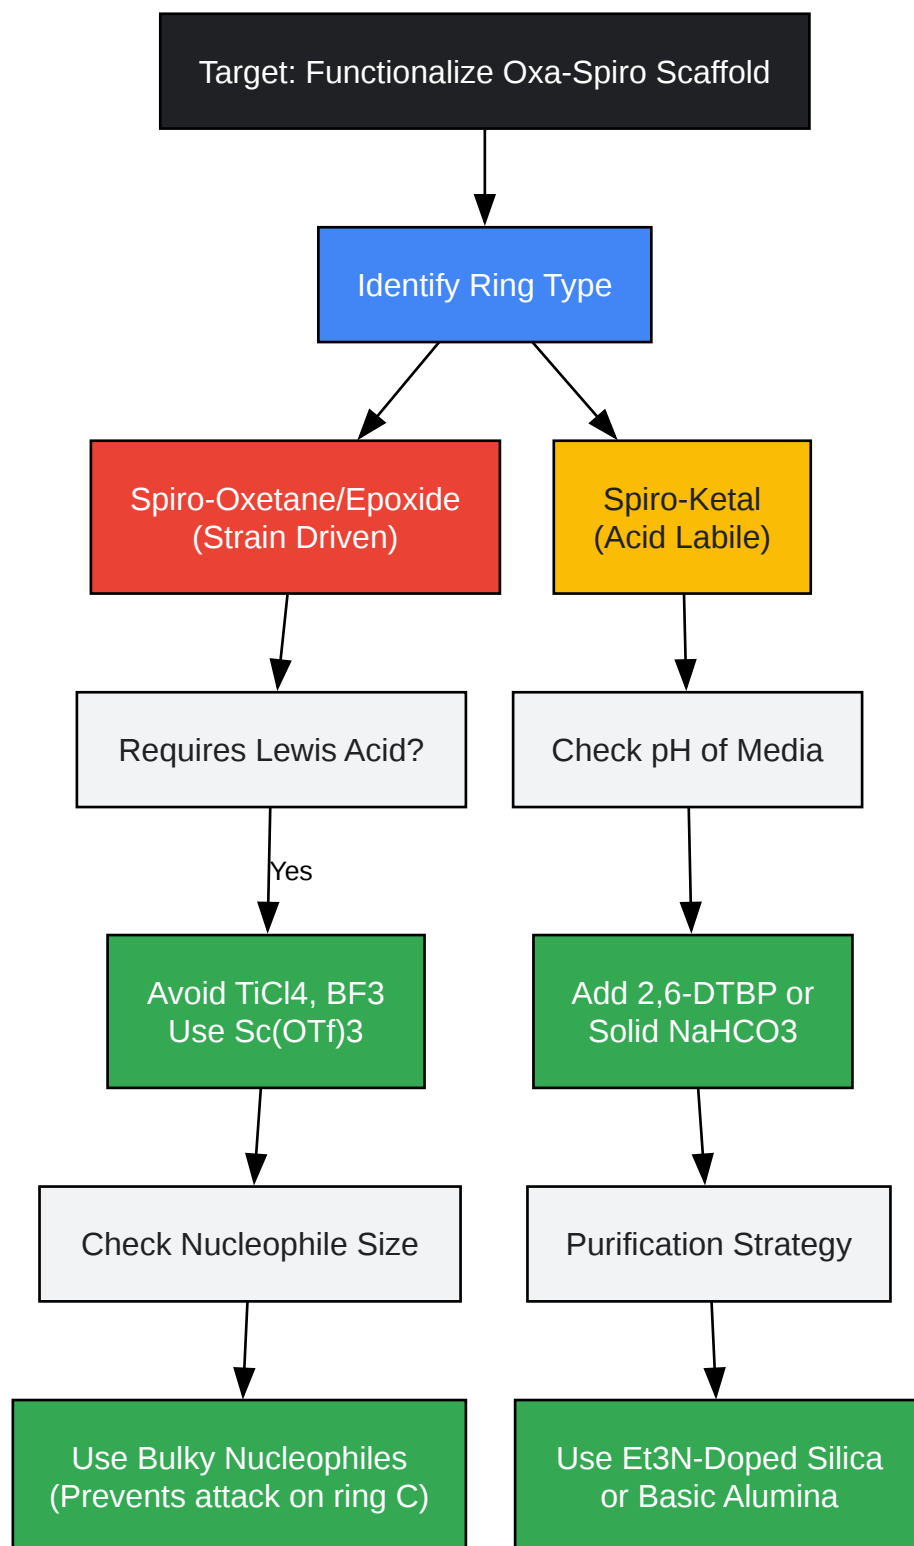 Target: Functionalize Oxa-Spiro Scaffold
Identify Ring Type
Spiro-Oxetane/Epoxide
(Strain Driven)
Spiro-Ketal
(Acid Labile)
Requires Lewis Acid?
Check pH of Media
Yes
Avoid TiCl4, BF3
Use Sc(OTf)3
Add 2,6-DTBP or
Solid NaHCO3
Check Nucleophile Size
Purification Strategy
Use Bulky Nucleophiles
(Prevents attack on ring C)
Use Et3N-Doped Silica
or Basic Alumina